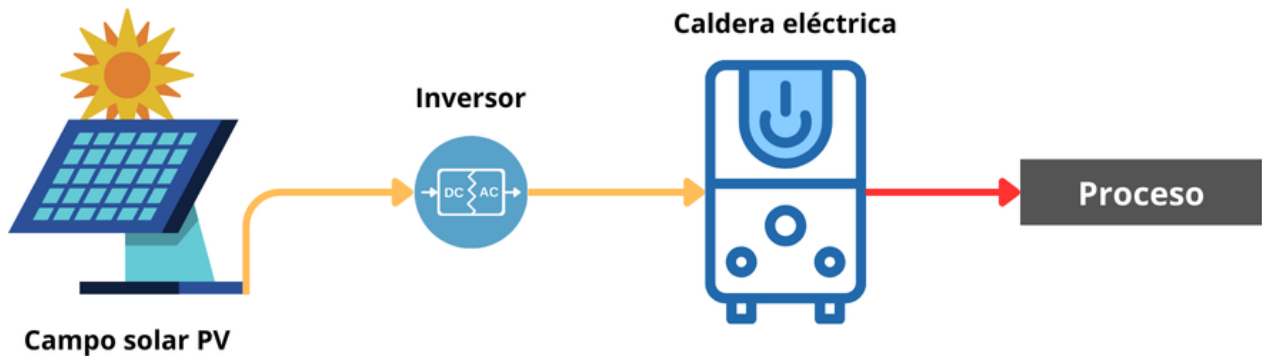 Caldera eléctrica
Inversor
DC AC
Proceso
Campo solar PV